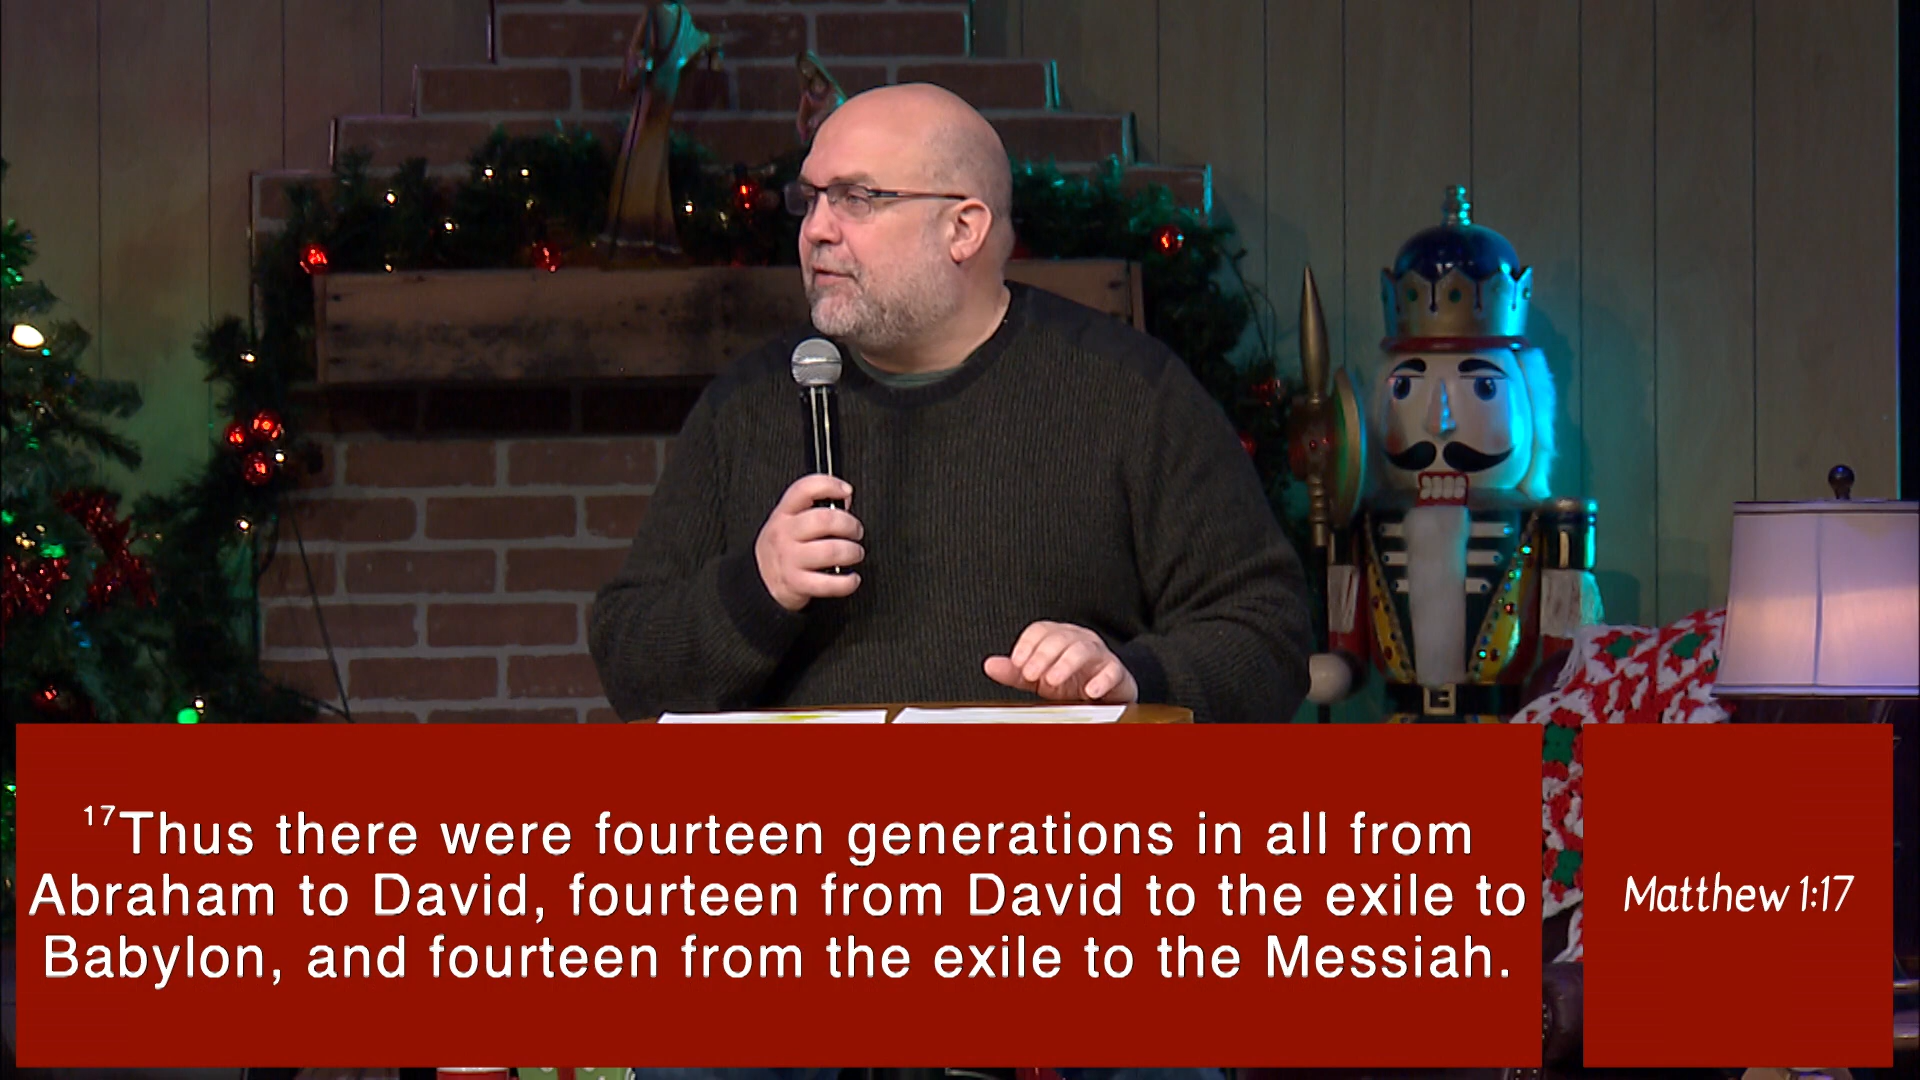 ¹⁷Thus there were fourteen generations in all from
Abraham to David, fourteen from David to the exile to
Babylon, and fourteen from the exile to the Messiah.
Matthew 1:17